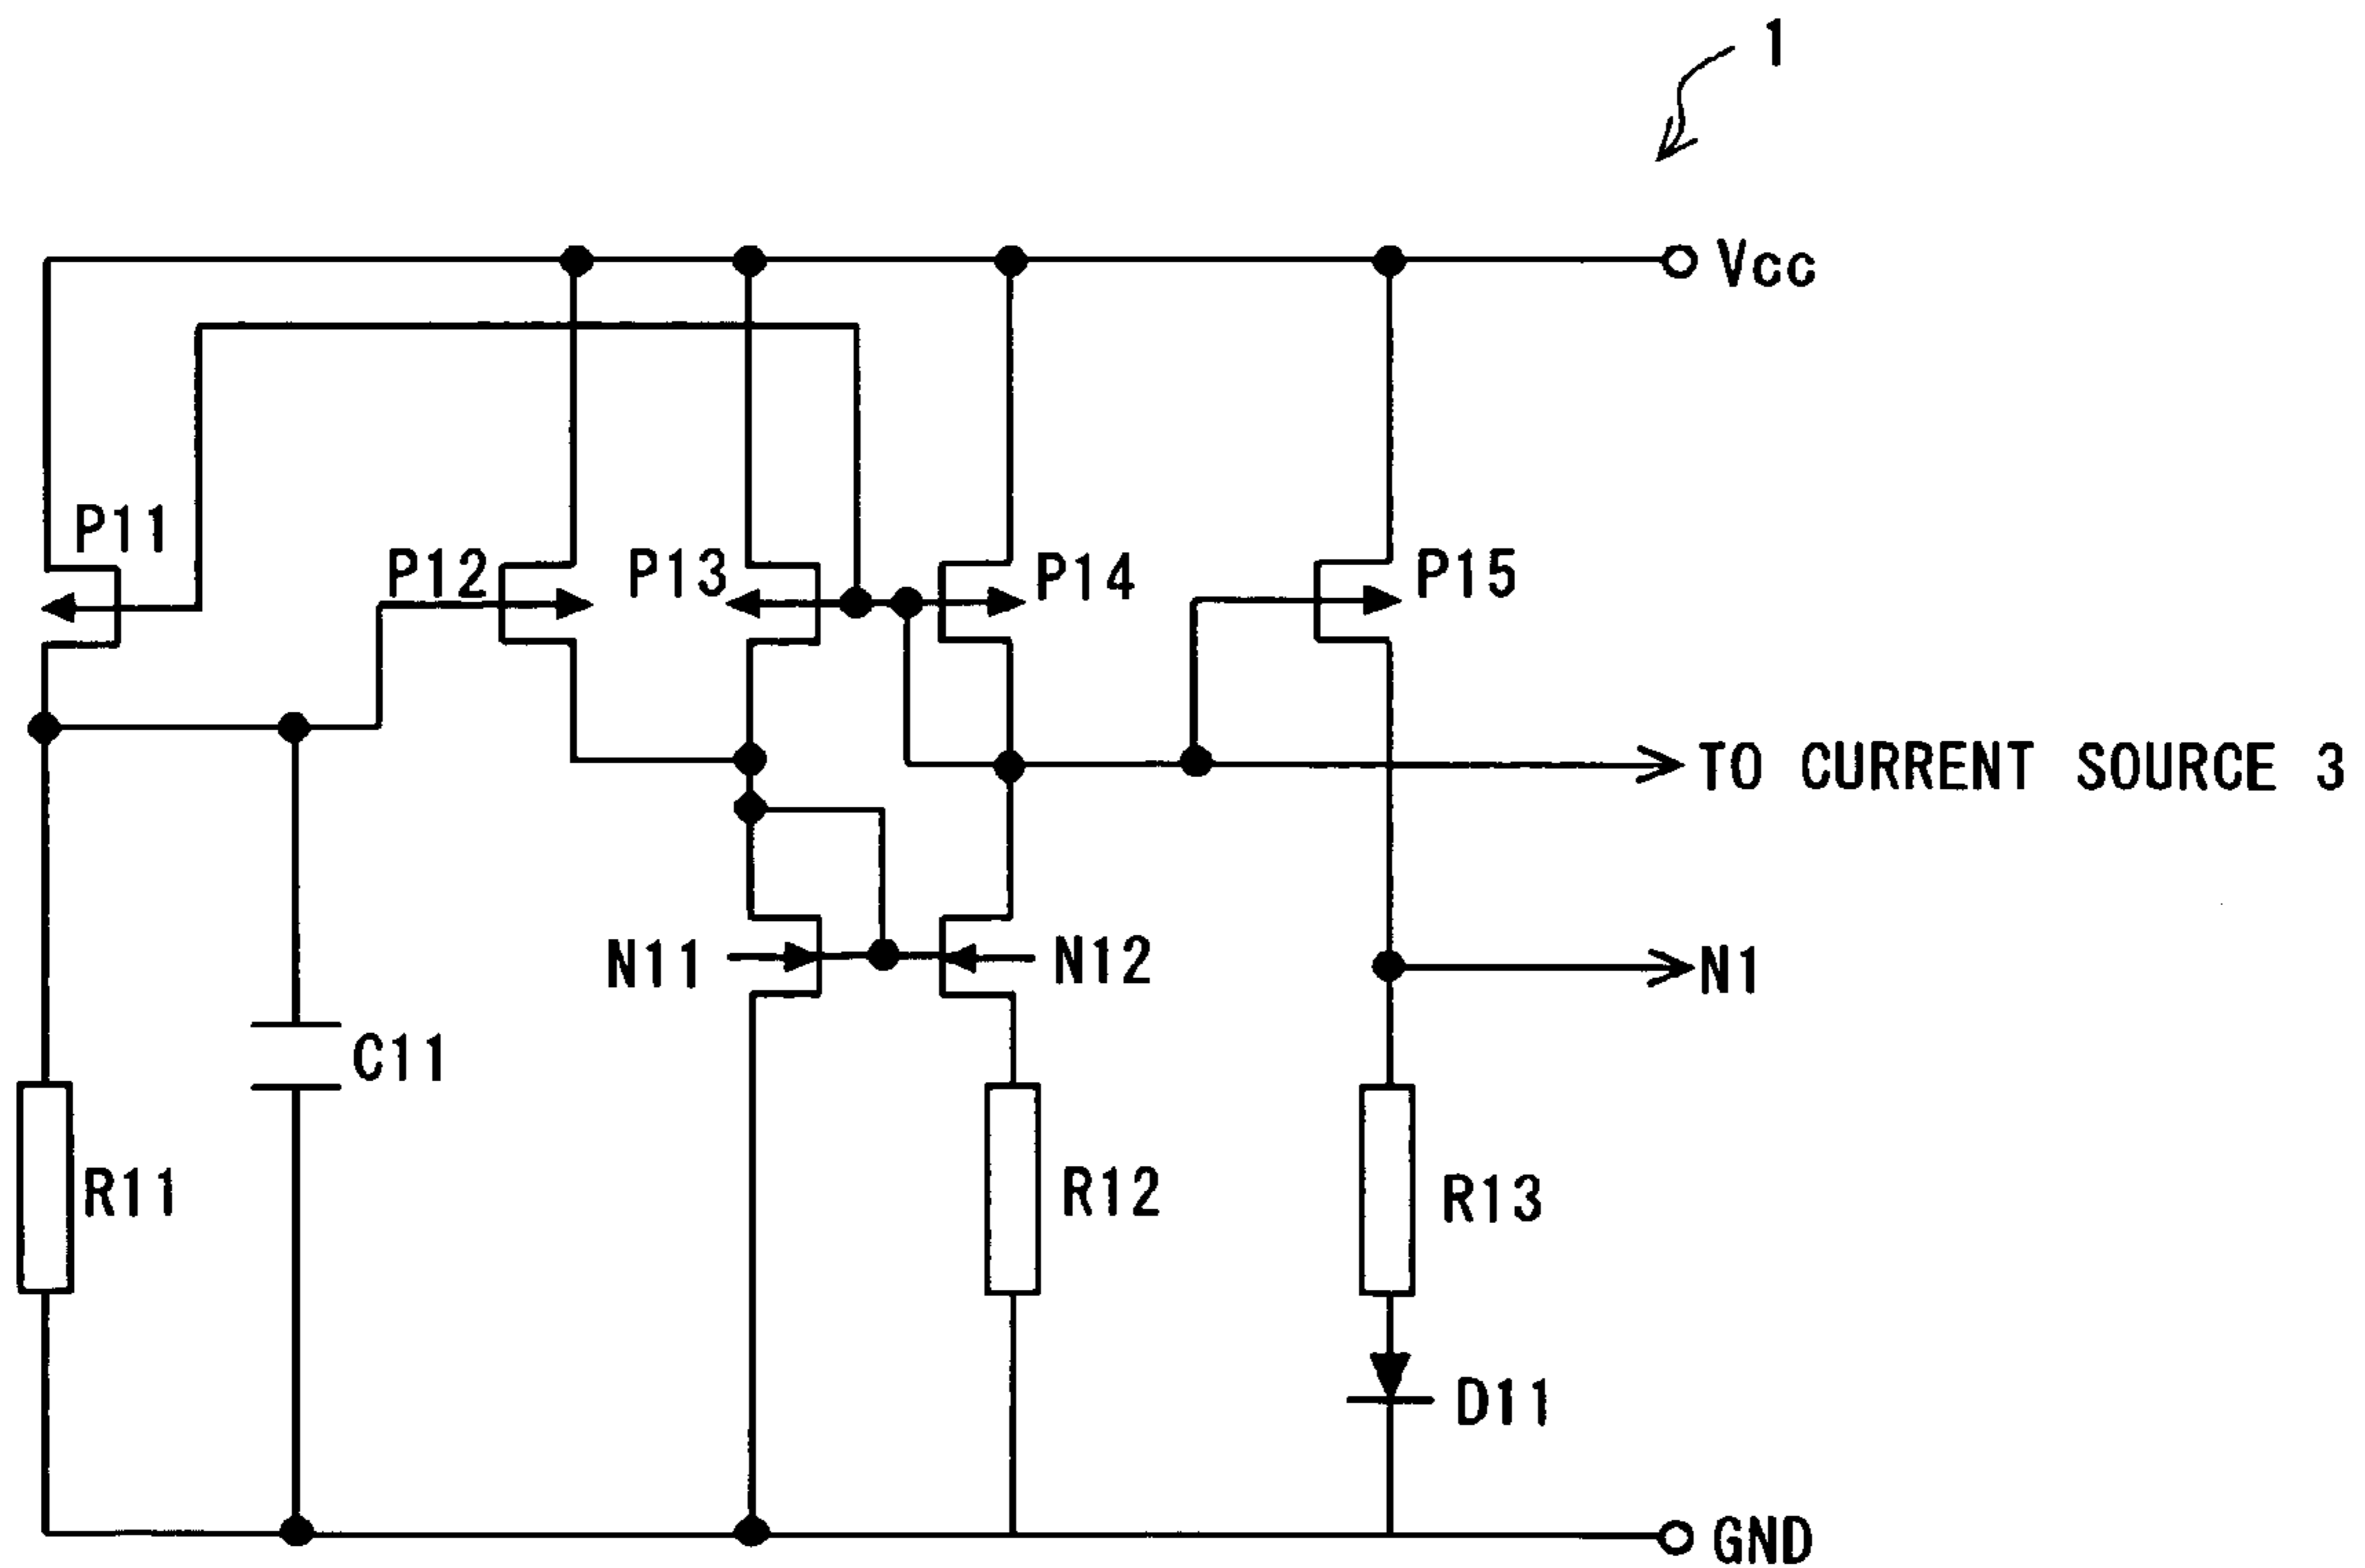 1
Vcc
P11
P12
P13
P14
P15
TO CURRENT SOURCE 3
N11
N12
N1
C11
R11
R12
R13
D11
GND